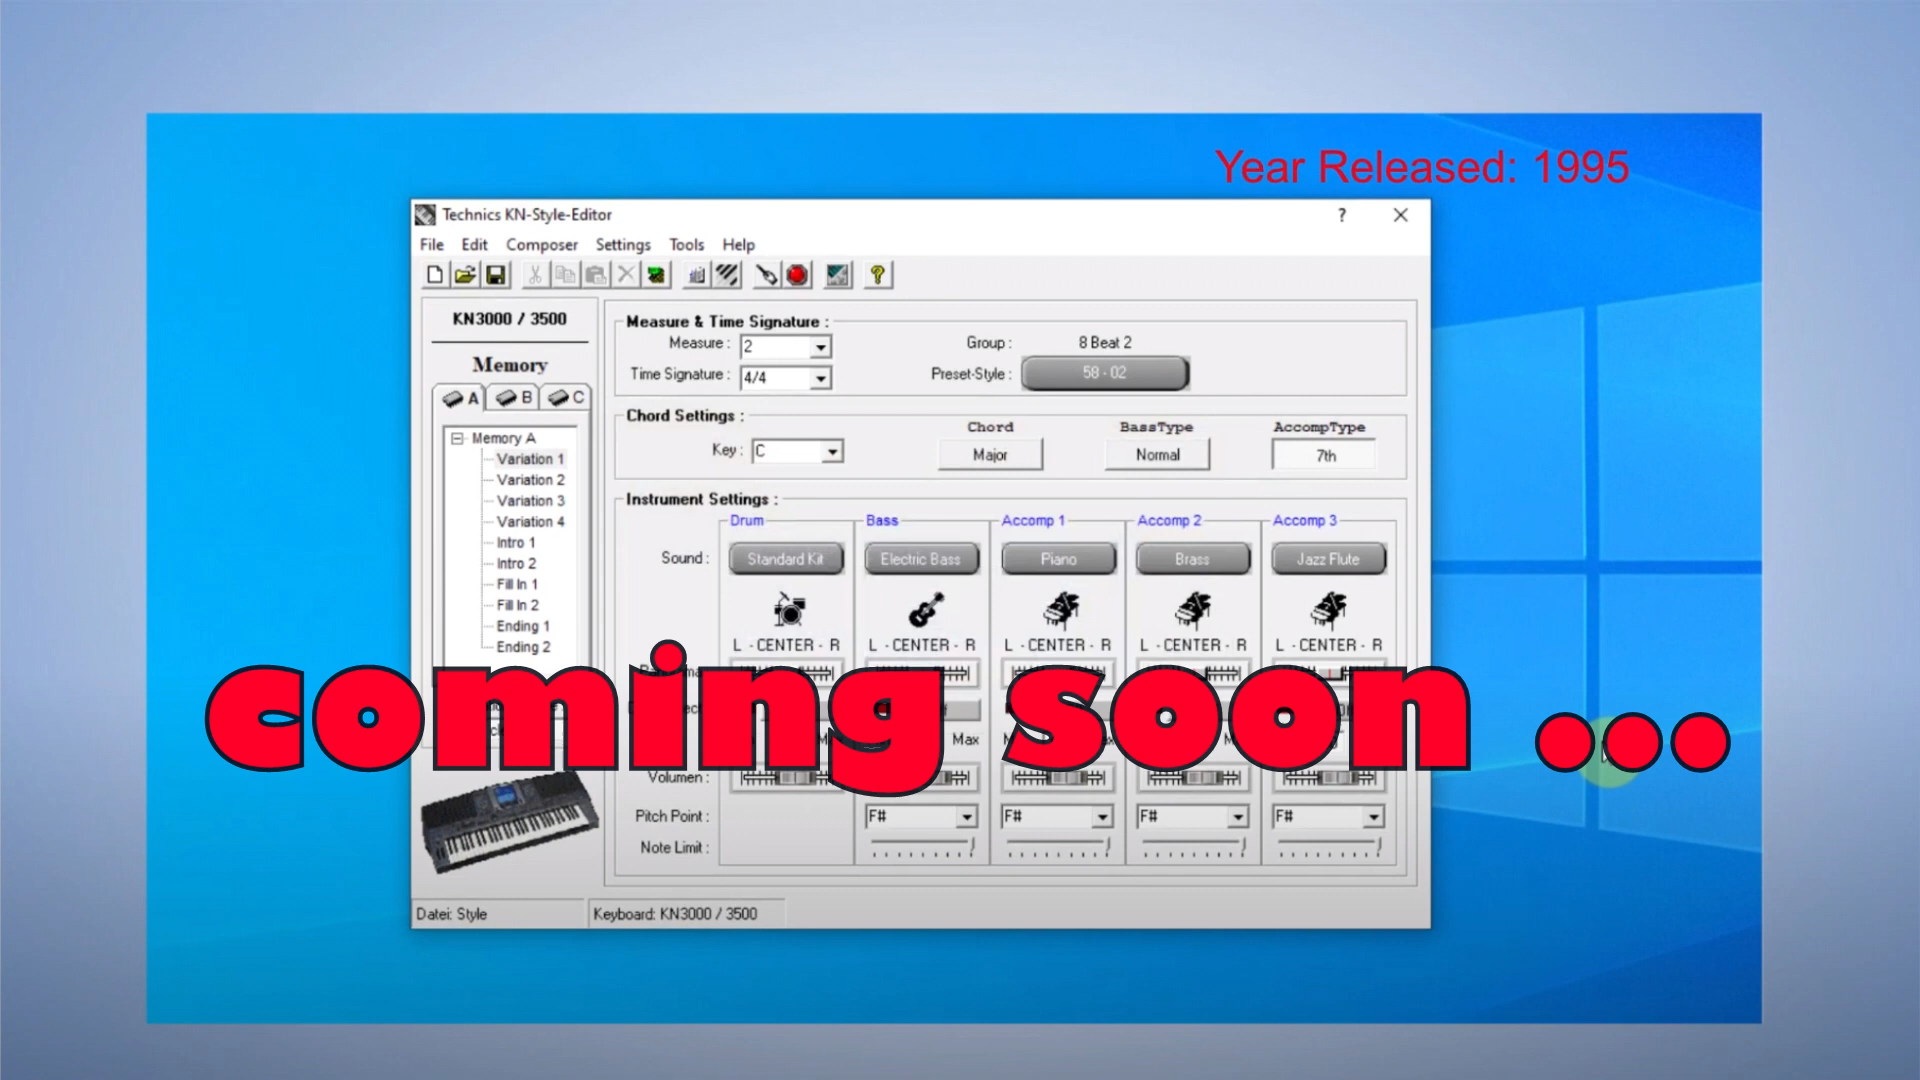 Year Released: 1995
Technics KN-Style-Editor
?
File Edit Composer Settings Tools Help
KN3000 / 3500
Memory
A B C
Memory A
Variation 1
Variation 2
Variation 3
Variation 4
Intro 1
Intro 2
Fill In 1
Fill In 2
Ending 1
Ending 2
Measure & Time Signature :
Measure : 2
Group : 8 Beat 2
Time Signature : 4/4
Preset-Style : 58 - 02
Chord Settings :
Chord BassType AccompType
Key : C
Major Normal 7th
Instrument Settings :
Drum Bass Accomp 1 Accomp 2 Accomp 3
Sound : Standard Kit Electric Bass Piano Brass Jazz Flute
L - CENTER - R L - CENTER - R L - CENTER - R L - CENTER - R L - CENTER - R
coming soon ...
Max
Volumen :
Pitch Point : F# F# F# F#
Note Limit :
Datei: Style
Keyboard: KN3000 / 3500